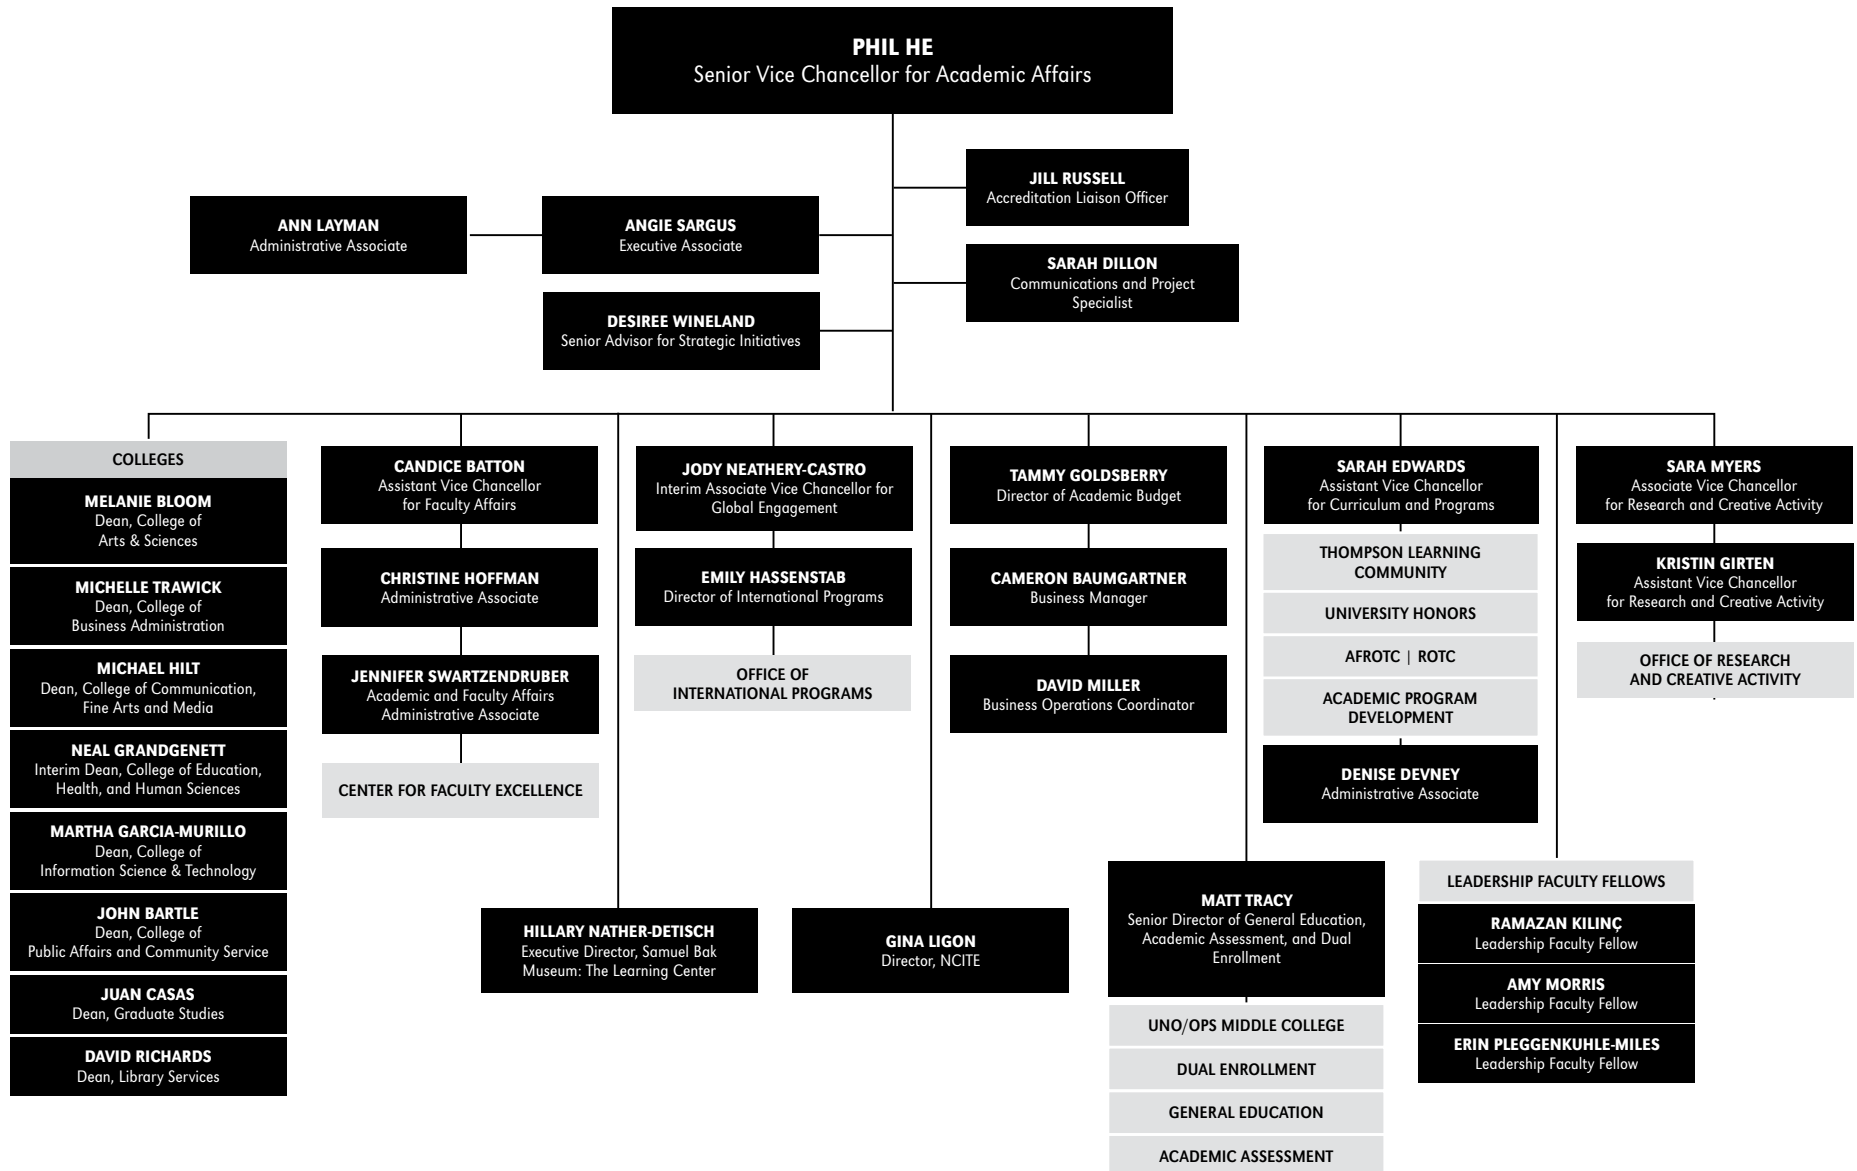 PHIL HE
Senior Vice Chancellor for Academic Affairs
JILL RUSSELL
Accreditation Liaison Officer
ANN LAYMAN
Administrative Associate
ANGIE SARGUS
Executive Associate
SARAH DILLON
Communications and Project
Specialist
DESIREE WINELAND
Senior Advisor for Strategic Initiatives
COLLEGES
MELANIE BLOOM
Dean, College of
Arts & Sciences
MICHELLE TRAWICK
Dean, College of
Business Administration
MICHAEL HILT
Dean, College of Communication,
Fine Arts and Media
NEAL GRANDGENETT
Interim Dean, College of Education,
Health, and Human Sciences
MARTHA GARCIA-MURILLO
Dean, College of
Information Science & Technology
JOHN BARTLE
Dean, College of
Public Affairs and Community Service
JUAN CASAS
Dean, Graduate Studies
DAVID RICHARDS
Dean, Library Services
CANDICE BATTON
Assistant Vice Chancellor
for Faculty Affairs
CHRISTINE HOFFMAN
Administrative Associate
JENNIFER SWARTZENDRUBER
Academic and Faculty Affairs
Administrative Associate
CENTER FOR FACULTY EXCELLENCE
HILLARY NATHER-DETISCH
Executive Director, Samuel Bak
Museum: The Learning Center
JODY NEATHERY-CASTRO
Interim Associate Vice Chancellor for
Global Engagement
EMILY HASSENSTAB
Director of International Programs
OFFICE OF
INTERNATIONAL PROGRAMS
GINA LIGON
Director, NCITE
TAMMY GOLDSBERRY
Director of Academic Budget
CAMERON BAUMGARTNER
Business Manager
DAVID MILLER
Business Operations Coordinator
MATT TRACY
Senior Director of General Education,
Academic Assessment, and Dual
Enrollment
UNO/OPS MIDDLE COLLEGE
DUAL ENROLLMENT
GENERAL EDUCATION
ACADEMIC ASSESSMENT
SARAH EDWARDS
Assistant Vice Chancellor
for Curriculum and Programs
THOMPSON LEARNING
COMMUNITY
UNIVERSITY HONORS
AFROTC | ROTC
ACADEMIC PROGRAM
DEVELOPMENT
DENISE DEVNEY
Administrative Associate
LEADERSHIP FACULTY FELLOWS
RAMAZAN KILINÇ
Leadership Faculty Fellow
AMY MORRIS
Leadership Faculty Fellow
ERIN PLEGGENKUHLE-MILES
Leadership Faculty Fellow
SARA MYERS
Associate Vice Chancellor
for Research and Creative Activity
KRISTIN GIRTEN
Assistant Vice Chancellor
for Research and Creative Activity
OFFICE OF RESEARCH
AND CREATIVE ACTIVITY